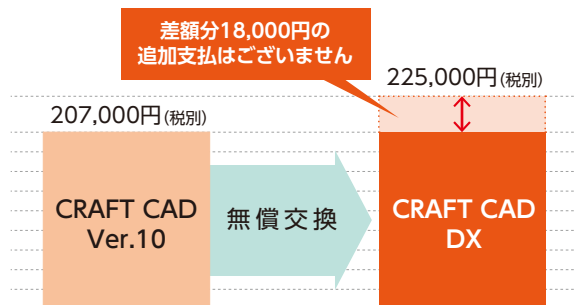 差額分18,000円の
追加支払はございません
225,000円(税別)
207,000円(税別)
CRAFT CAD
Ver.10
無償交換
CRAFT CAD
DX